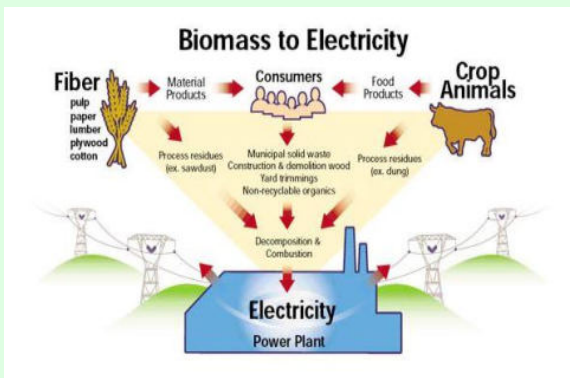 Biomass to Electricity
Fiber
pulp
paper
lumber
plywood
cotton
Material
Products
Consumers
Food
Products
Crop
Animals
Process residues
(ex. sawdust)
Municipal solid waste
Construction & demolition wood
Yard trimmings
Non-recyclable organics
Process residues
(ex. dung)
Decomposition &
Combustion
Electricity
Power Plant